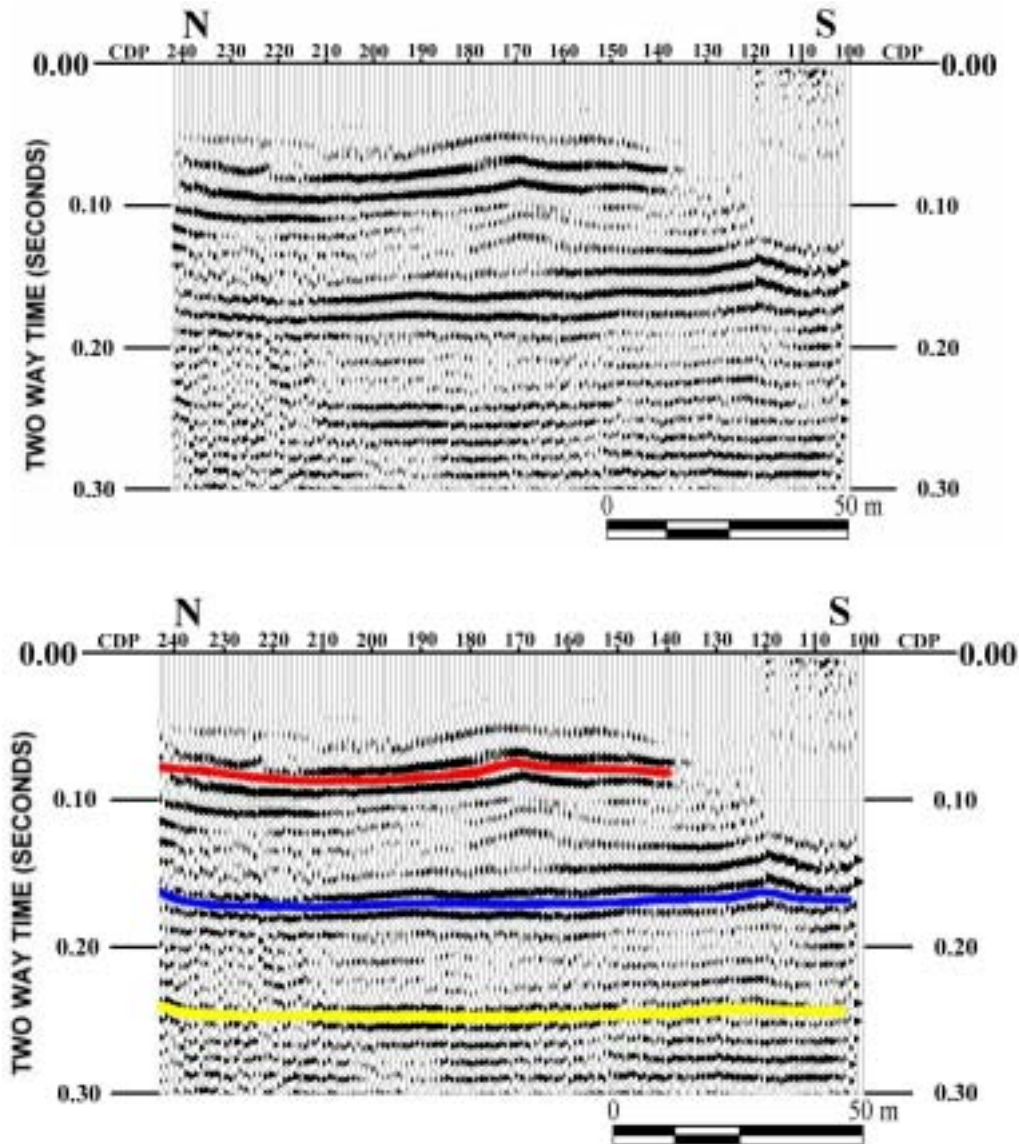 N S
CDP 240 230 220 210 200 190 180 170 160 150 140 130 120 110 100 CDP
0.00 0.00
TWO WAY TIME (SECONDS)
0.10 0.10
0.20 0.20
0.30 0.30
0 50 m
N S
CDP 240 230 220 210 200 190 180 170 160 150 140 130 120 110 100 CDP
0.00 0.00
TWO WAY TIME (SECONDS)
0.10 0.10
0.20 0.20
0.30 0.30
0 50 m